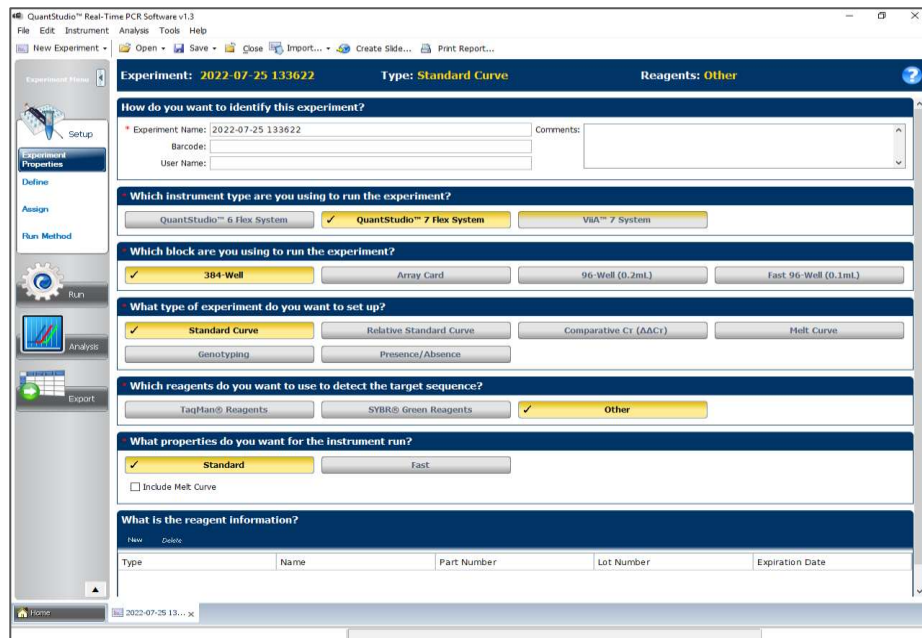 QuantStudio™ Real-Time PCR Software v1.3
File Edit Instrument Analysis Tools Help
New Experiment Open Save Close Import... Create Slide... Print Report...
Experiment Menu
Experiment: 2022-07-25 133622 Type: Standard Curve Reagents: Other
How do you want to identify this experiment?
* Experiment Name: 2022-07-25 133622 Comments:
Barcode:
User Name:
Setup
Experiment Properties
Define
Assign
Run Method
Run
Analysis
Export
* Which instrument type are you using to run the experiment?
QuantStudio™ 6 Flex System ✓ QuantStudio™ 7 Flex System ViiA™ 7 System
* Which block are you using to run the experiment?
✓ 384-Well Array Card 96-Well (0.2mL) Fast 96-Well (0.1mL)
* What type of experiment do you want to set up?
✓ Standard Curve Relative Standard Curve Comparative Cᴛ (ΔΔCᴛ) Melt Curve
Genotyping Presence/Absence
* Which reagents do you want to use to detect the target sequence?
TaqMan® Reagents SYBR® Green Reagents ✓ Other
* What properties do you want for the instrument run?
✓ Standard Fast
Include Melt Curve
What is the reagent information?
New Delete
Type Name Part Number Lot Number Expiration Date
Home 2022-07-25 13... x